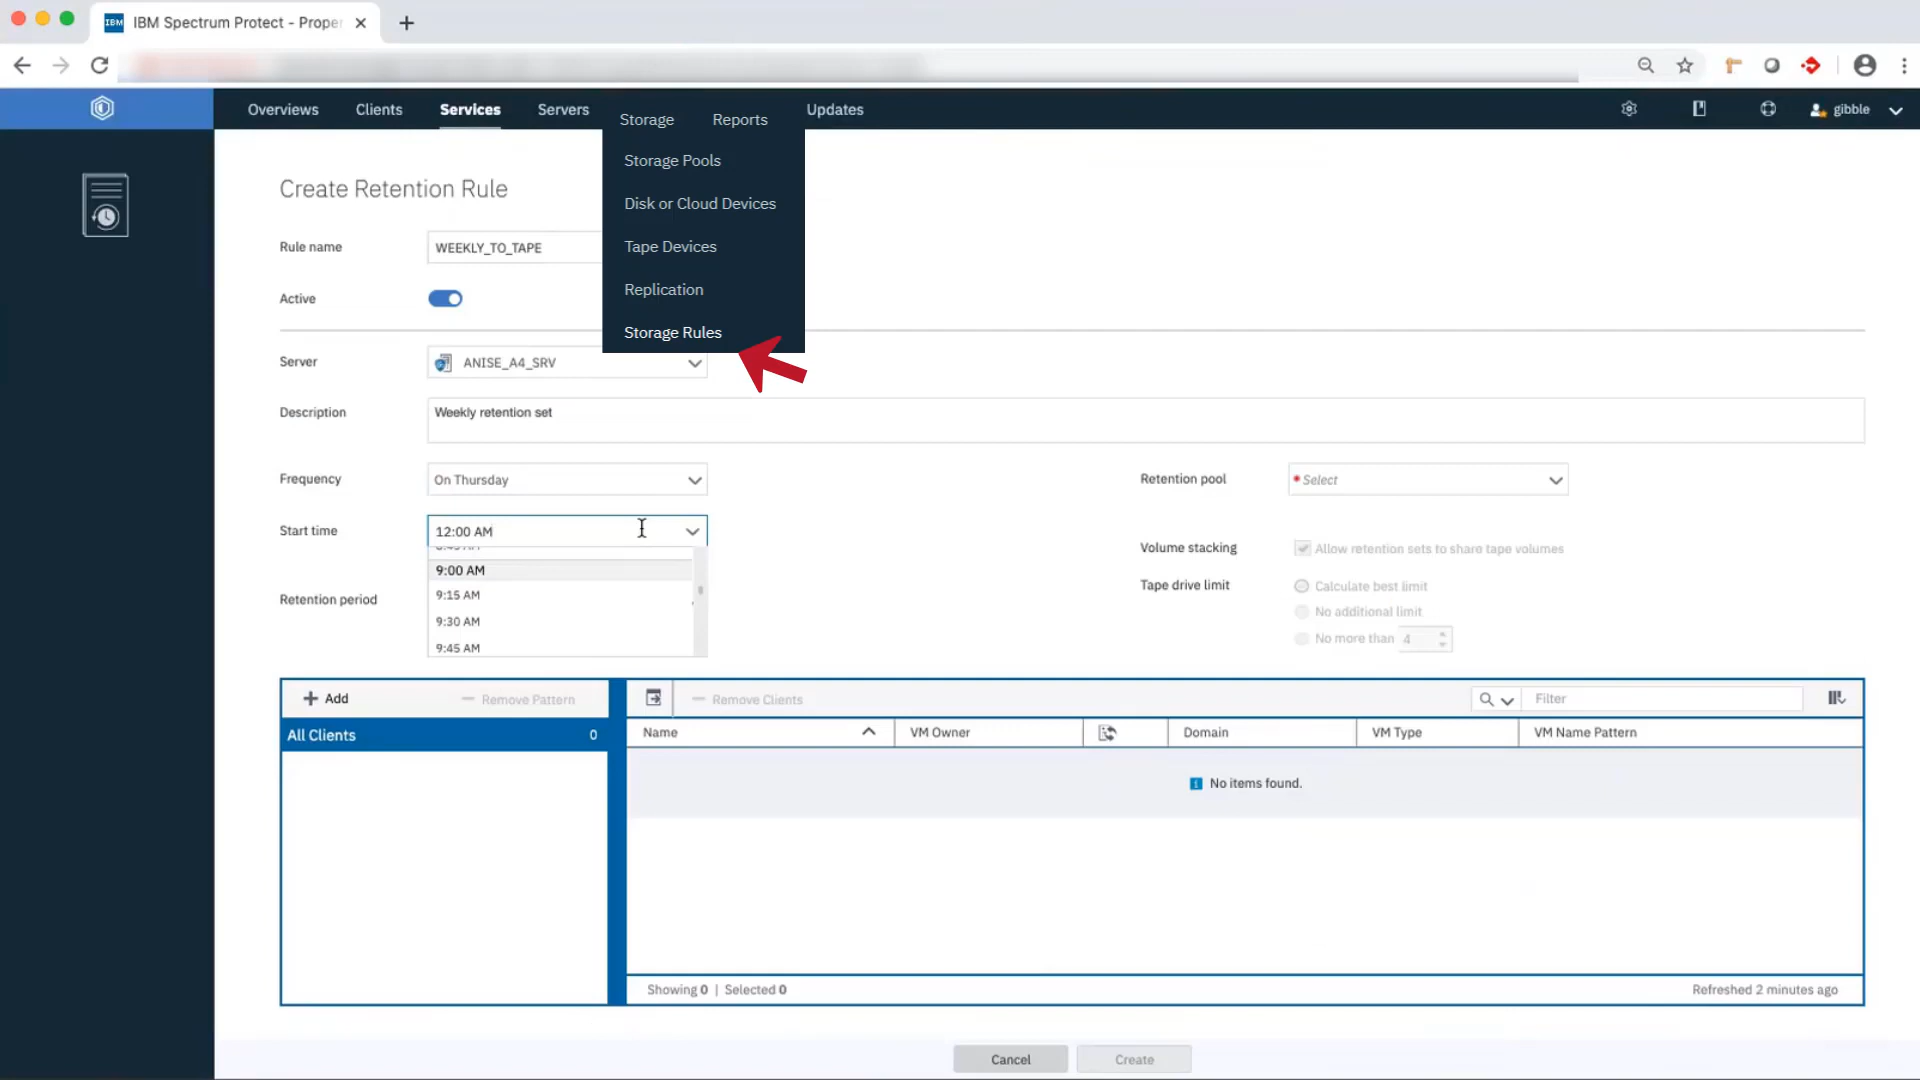 IBM
IBM Spectrum Protect - Proper
Overviews
Clients
Services
Servers
Storage
Reports
Updates
gibble
Storage Pools
Disk or Cloud Devices
Tape Devices
Replication
Storage Rules
Create Retention Rule
Rule name
WEEKLY_TO_TAPE
Active
Server
ANISE_A4_SRV
Description
Weekly retention set
Frequency
On Thursday
Retention pool
* Select
Start time
12:00 AM
9:00 AM
9:15 AM
9:30 AM
9:45 AM
Volume stacking
Allow retention sets to share tape volumes
Tape drive limit
Calculate best limit
No additional limit
No more than 4
Retention period
Add
Remove Pattern
Remove Clients
Filter
All Clients 0
Name
VM Owner
Domain
VM Type
VM Name Pattern
No items found.
Showing 0 | Selected 0
Refreshed 2 minutes ago
Cancel
Create